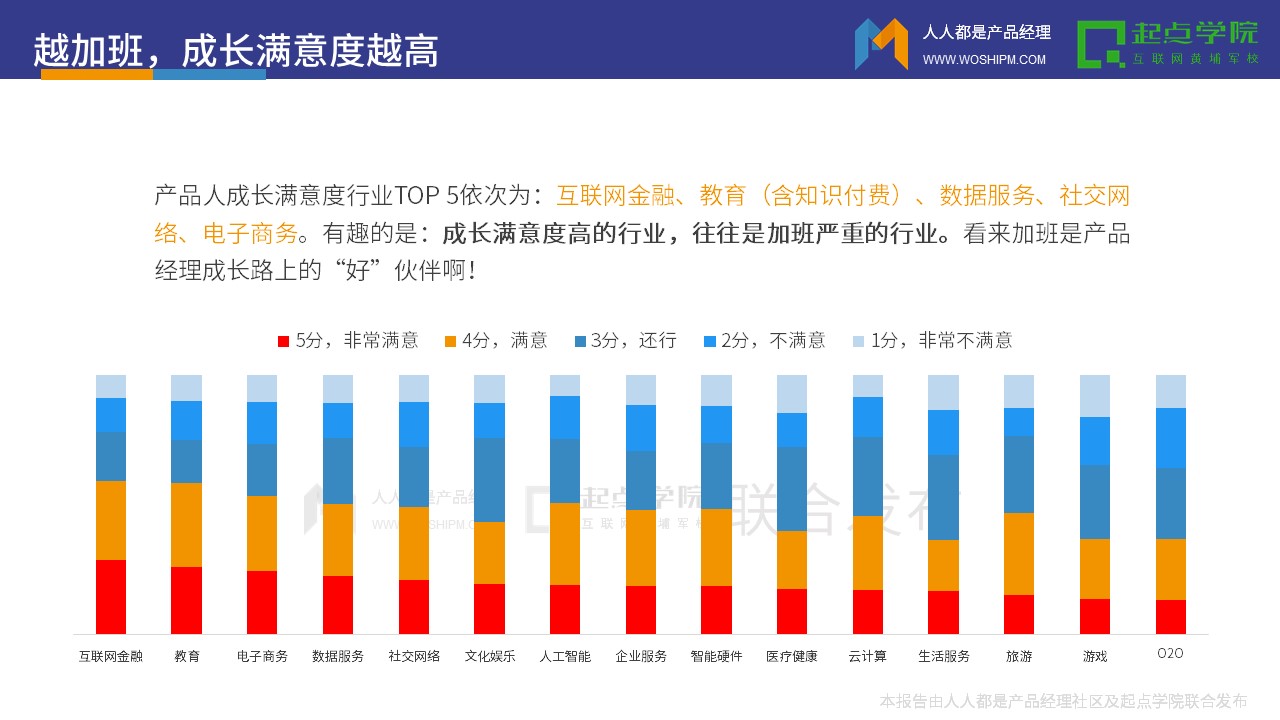 越加班，成长满意度越高
人人都是产品经理
WWW.WOSHIPM.COM
起点学院
互联网黄埔军校
产品人成长满意度行业TOP 5依次为：互联网金融、教育（含知识付费）、数据服务、社交网
络、电子商务。有趣的是：成长满意度高的行业，往往是加班严重的行业。看来加班是产品
经理成长路上的“好”伙伴啊！
5分，非常满意 4分，满意 3分，还行 2分，不满意 1分，非常不满意
联合发布
互联网金融 教育 电子商务 数据服务 社交网络 文化娱乐 人工智能 企业服务 智能硬件 医疗健康 云计算 生活服务 旅游 游戏 O2O
本报告由人人都是产品经理社区及起点学院联合发布